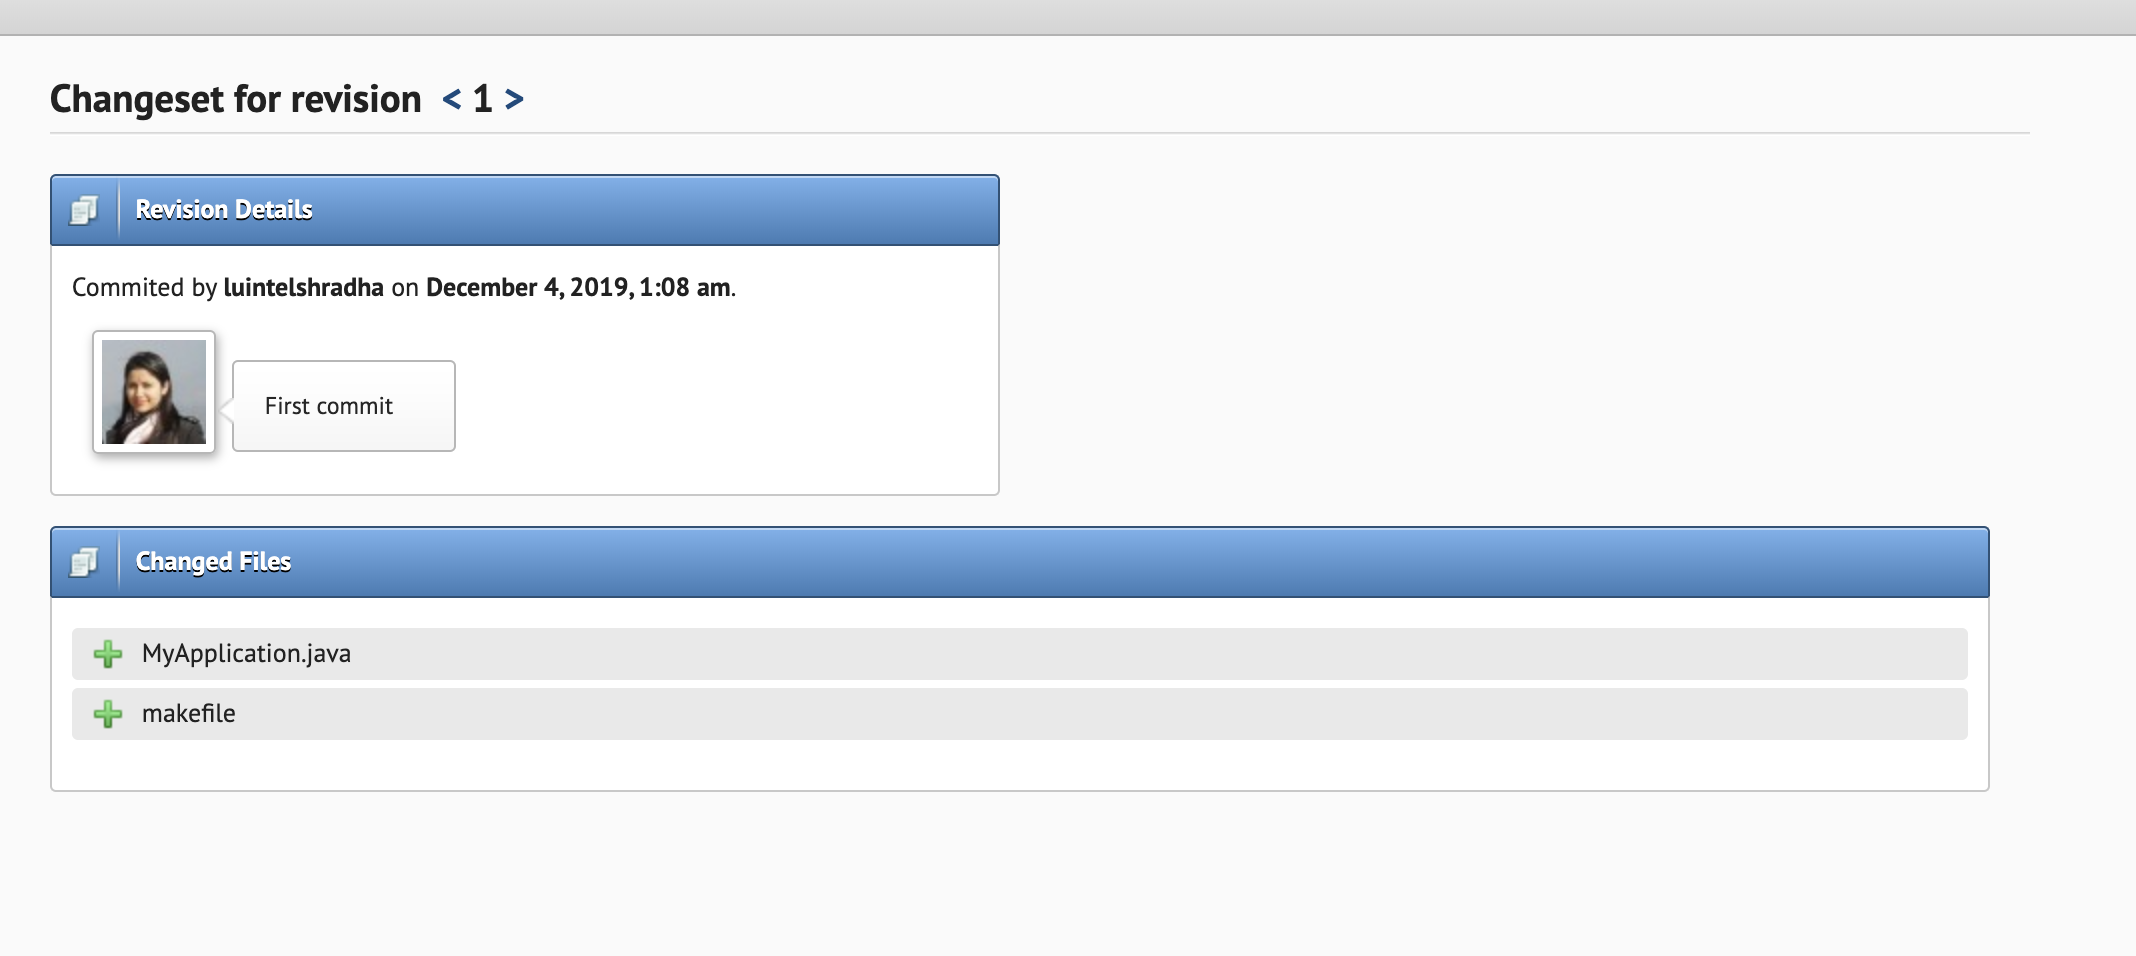 Changeset for revision < 1 >
Revision Details
Commited by luintelshradha on December 4, 2019, 1:08 am.
First commit
Changed Files
MyApplication.java
makefile